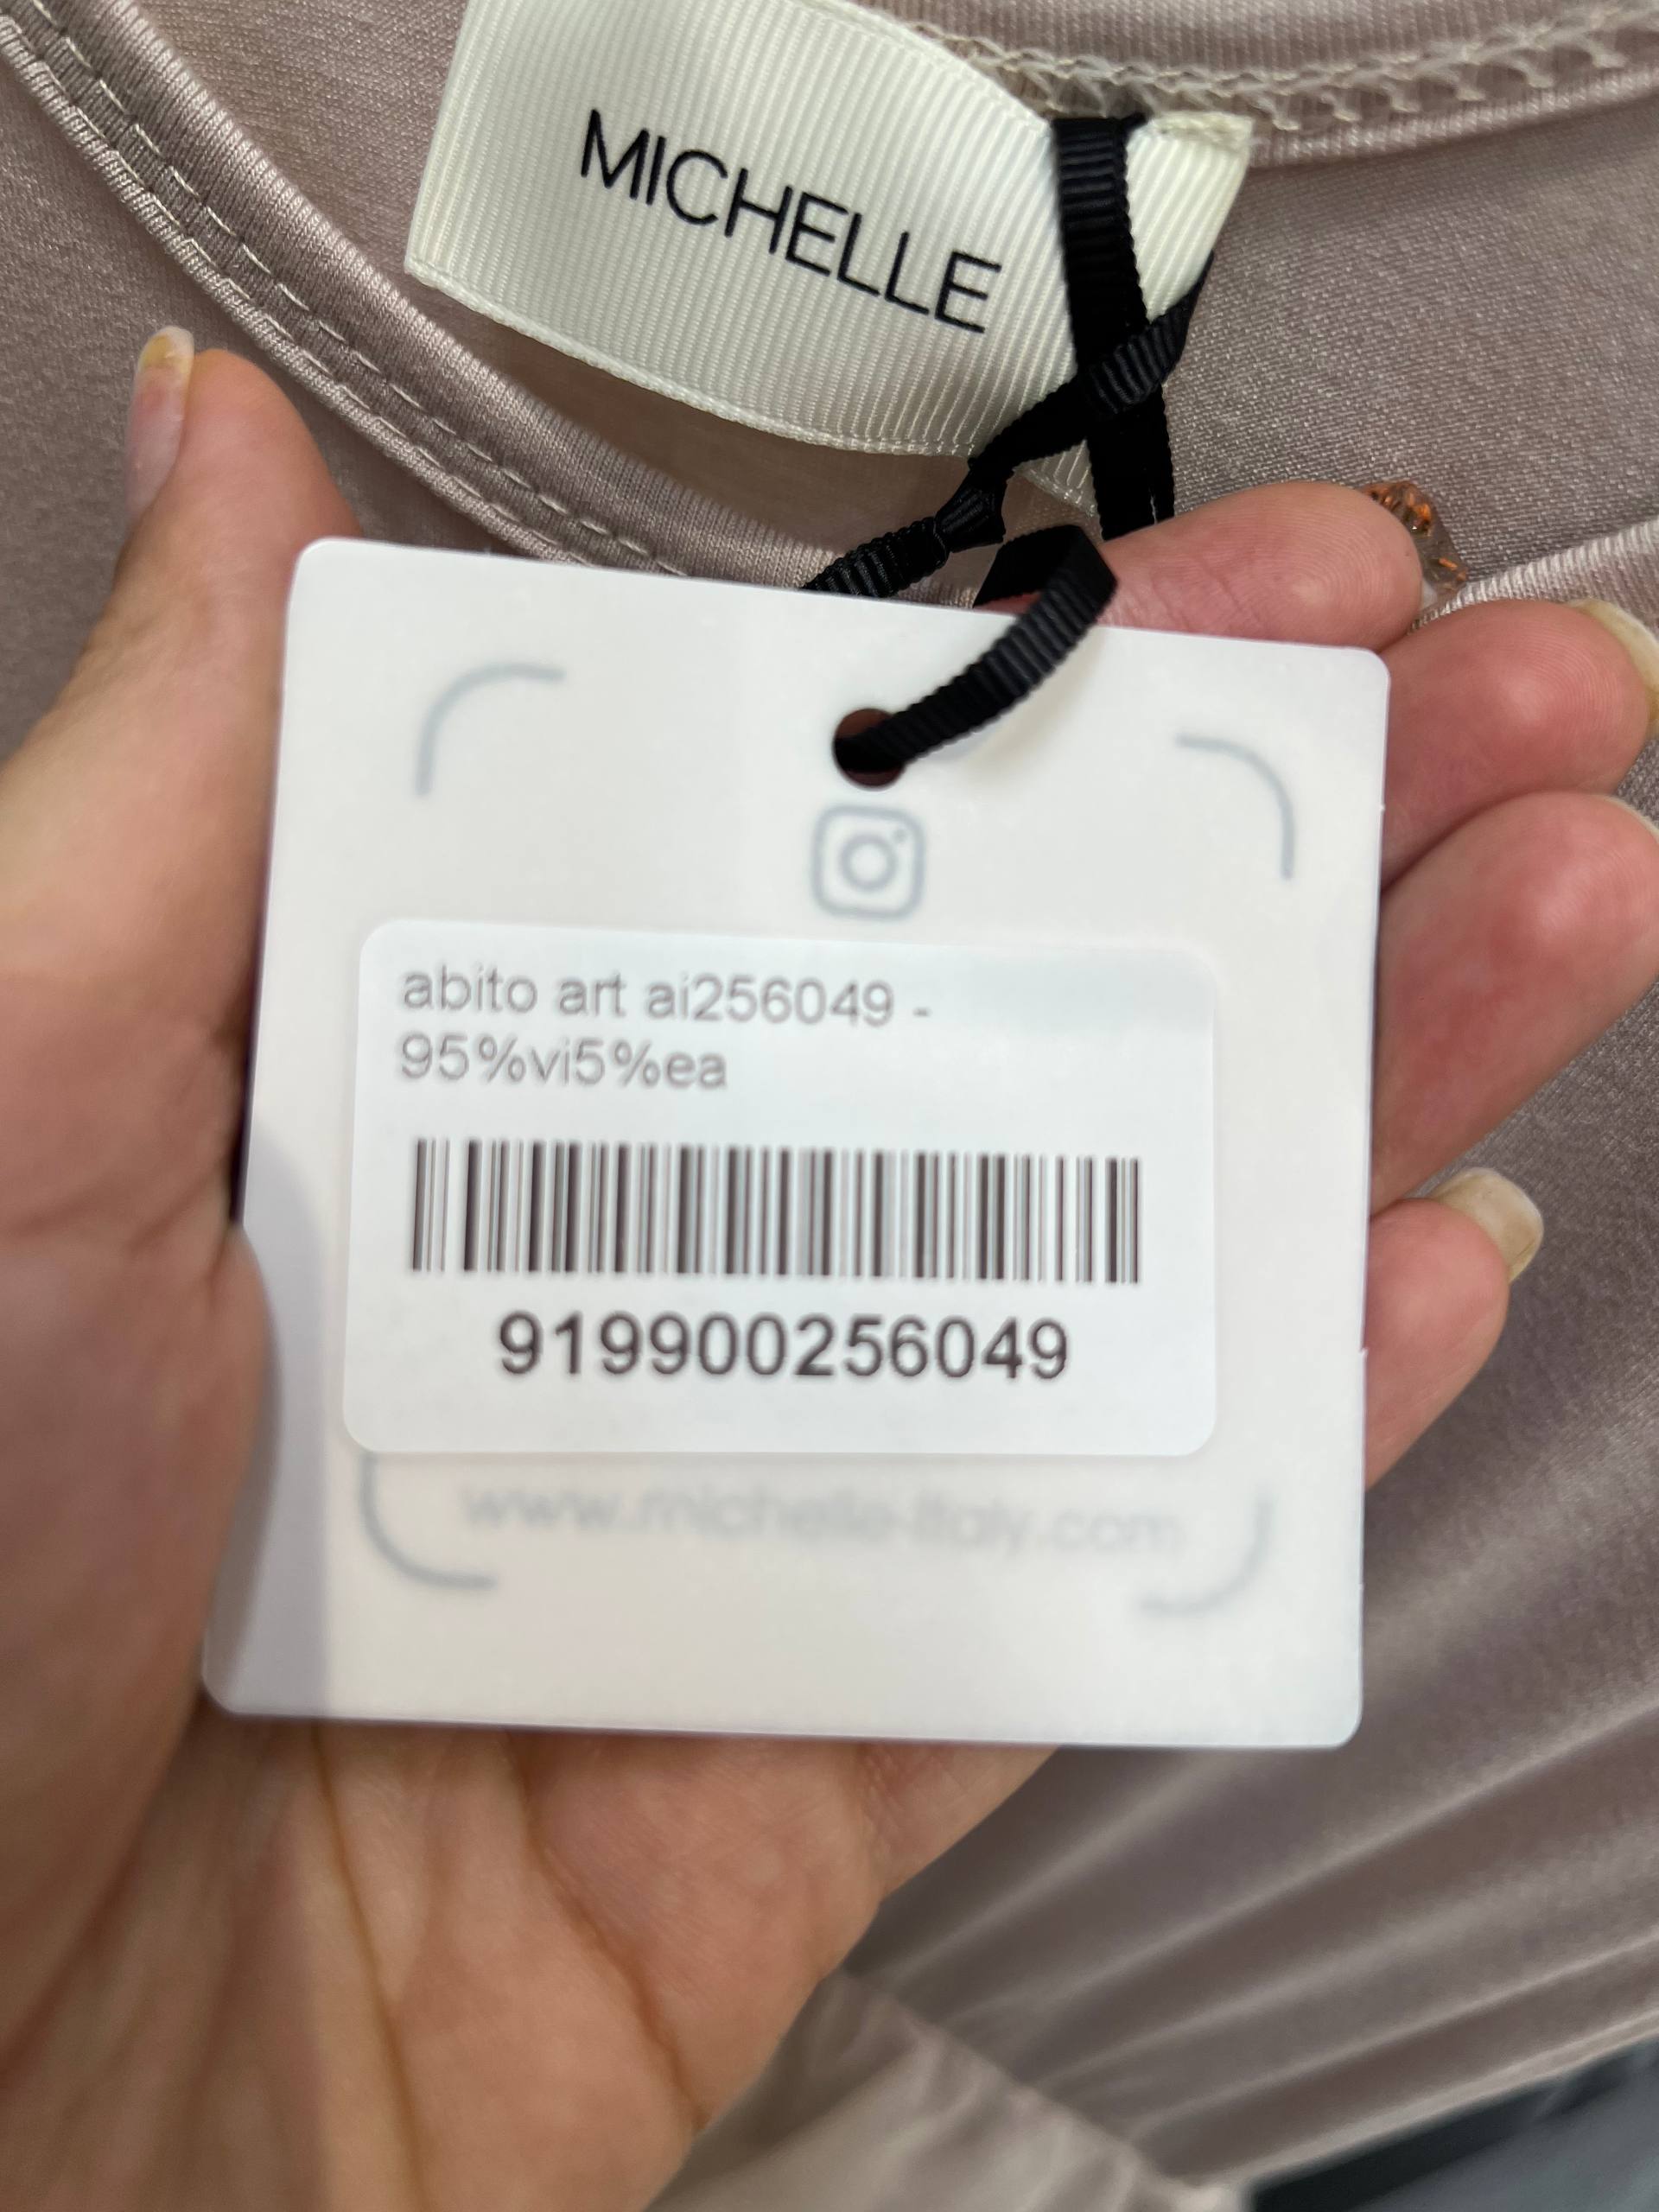 MICHELLE
abito art ai256049 -
95%vi5%ea
919900256049
www.michelle-italy.com